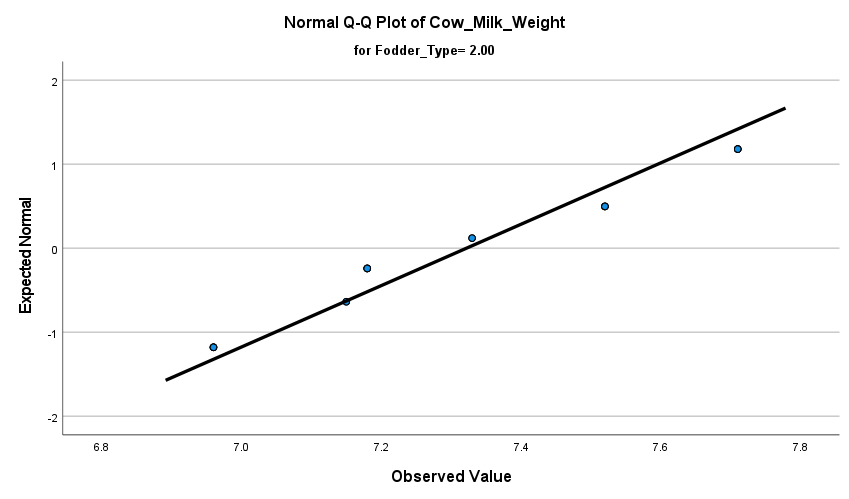 Normal Q-Q Plot of Cow_Milk_Weight
for Fodder_Type= 2.00
2
1
0
-1
-2
Expected Normal
6.8 7.0 7.2 7.4 7.6 7.8
Observed Value